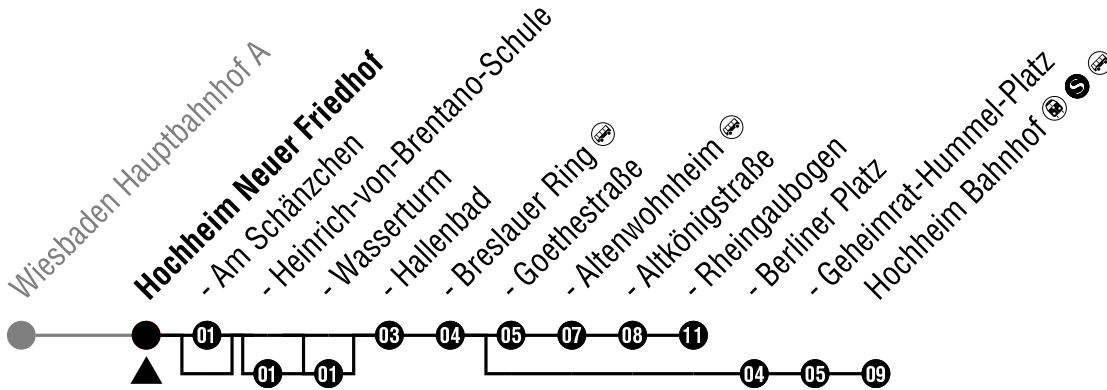 Wiesbaden Hauptbahnhof A
Hochheim Neuer Friedhof
- Am Schänzchen
- Heinrich-von-Brentano-Schule
- Wasserturm
- Hallenbad
- Breslauer Ring
- Goethestraße
- Altenwohnheim
- Altkönigstraße
- Rheingaubogen
- Berliner Platz
- Geheimrat-Hummel-Platz
Hochheim Bahnhof S
01 03 04 05 07 08 11
01 01 04 05 09